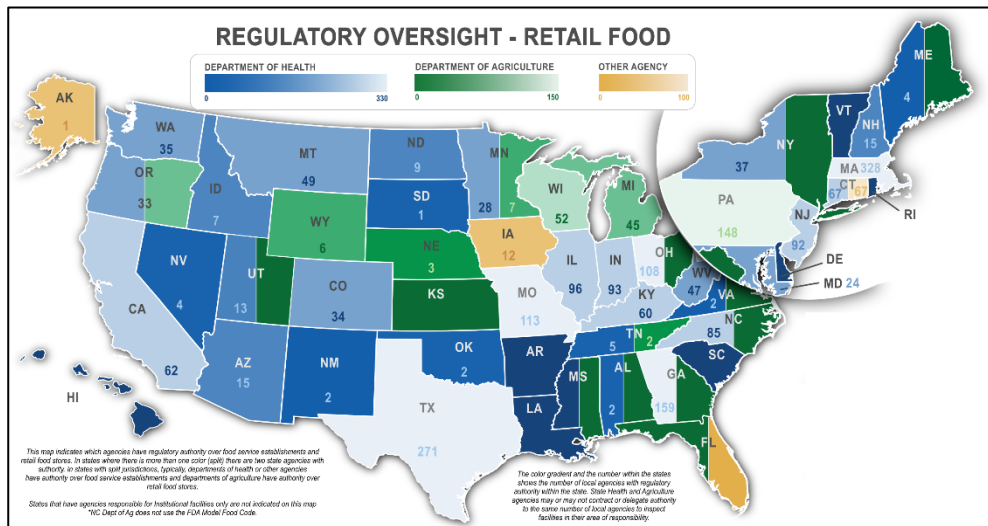 REGULATORY OVERSIGHT - RETAIL FOOD
DEPARTMENT OF HEALTH
0 330
DEPARTMENT OF AGRICULTURE
0 150
OTHER AGENCY
0 100
AK
1
WA
35
OR
33
ID
7
MT
49
ND
9
SD
1
MN
28
7
WI
52
MI
45
WY
6
NE
3
IA
12
NV
4
UT
13
CO
34
KS
CA
62
AZ
15
NM
2
OK
2
TX
271
MO
113
AR
LA
IL
96
IN
93
OH
108
KY
60
WV
47
VA
2
TN
5
2
NC
85
SC
MS
AL
2
GA
159
FL
HI
ME
4
VT
NH
15
NY
37
MA 328
CT
67
67
RI
PA
148
NJ
92
DE
MD 24
This map indicates which agencies have regulatory authority over food service establishments and
retail food stores. In states where there is more than one color (split) there are two state agencies with
authority. in states with split jurisdictions, typically, departments of health or other agencies
have authority over food service establishments and departments of agriculture have authority over
retail food stores.
States that have agencies responsible for Institutional facilities only are not indicated on this map
*NC Dept of Ag does not use the FDA Model Food Code.
The color gradient and the number within the states
shows the number of local agencies with regulatory
authority within the state. State Health and Agriculture
agencies may or may not contract or delegate authority
to the same number of local agencies to inspect
facilities in their area of responsibility.